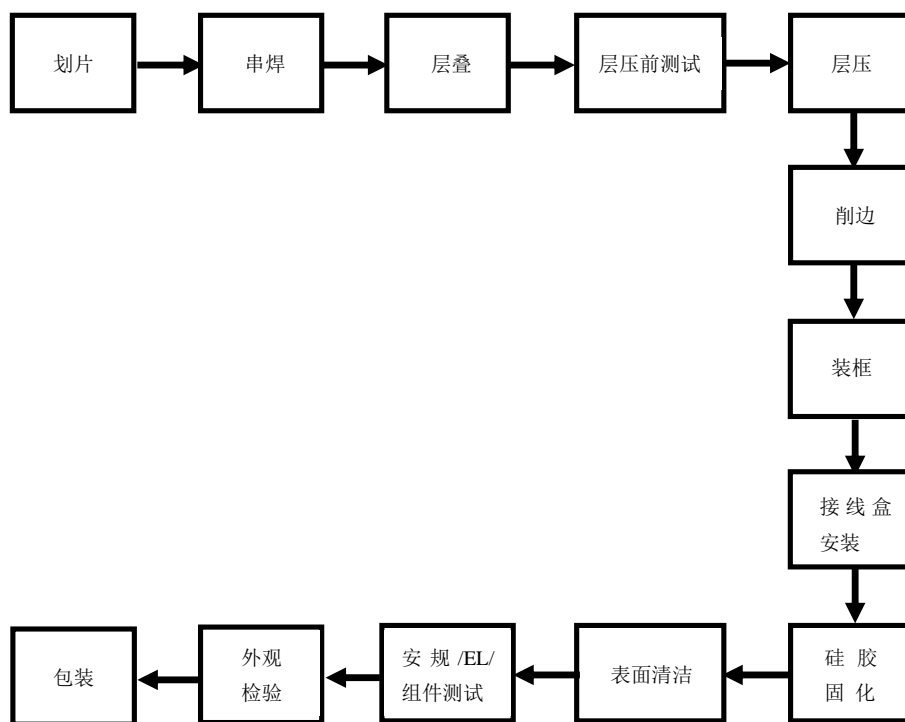 划片
串焊
层叠
层压前测试
层压
削边
装框
接线盒
安装
硅胶
固化
表面清洁
安规/EL/
组件测试
外观
检验
包装